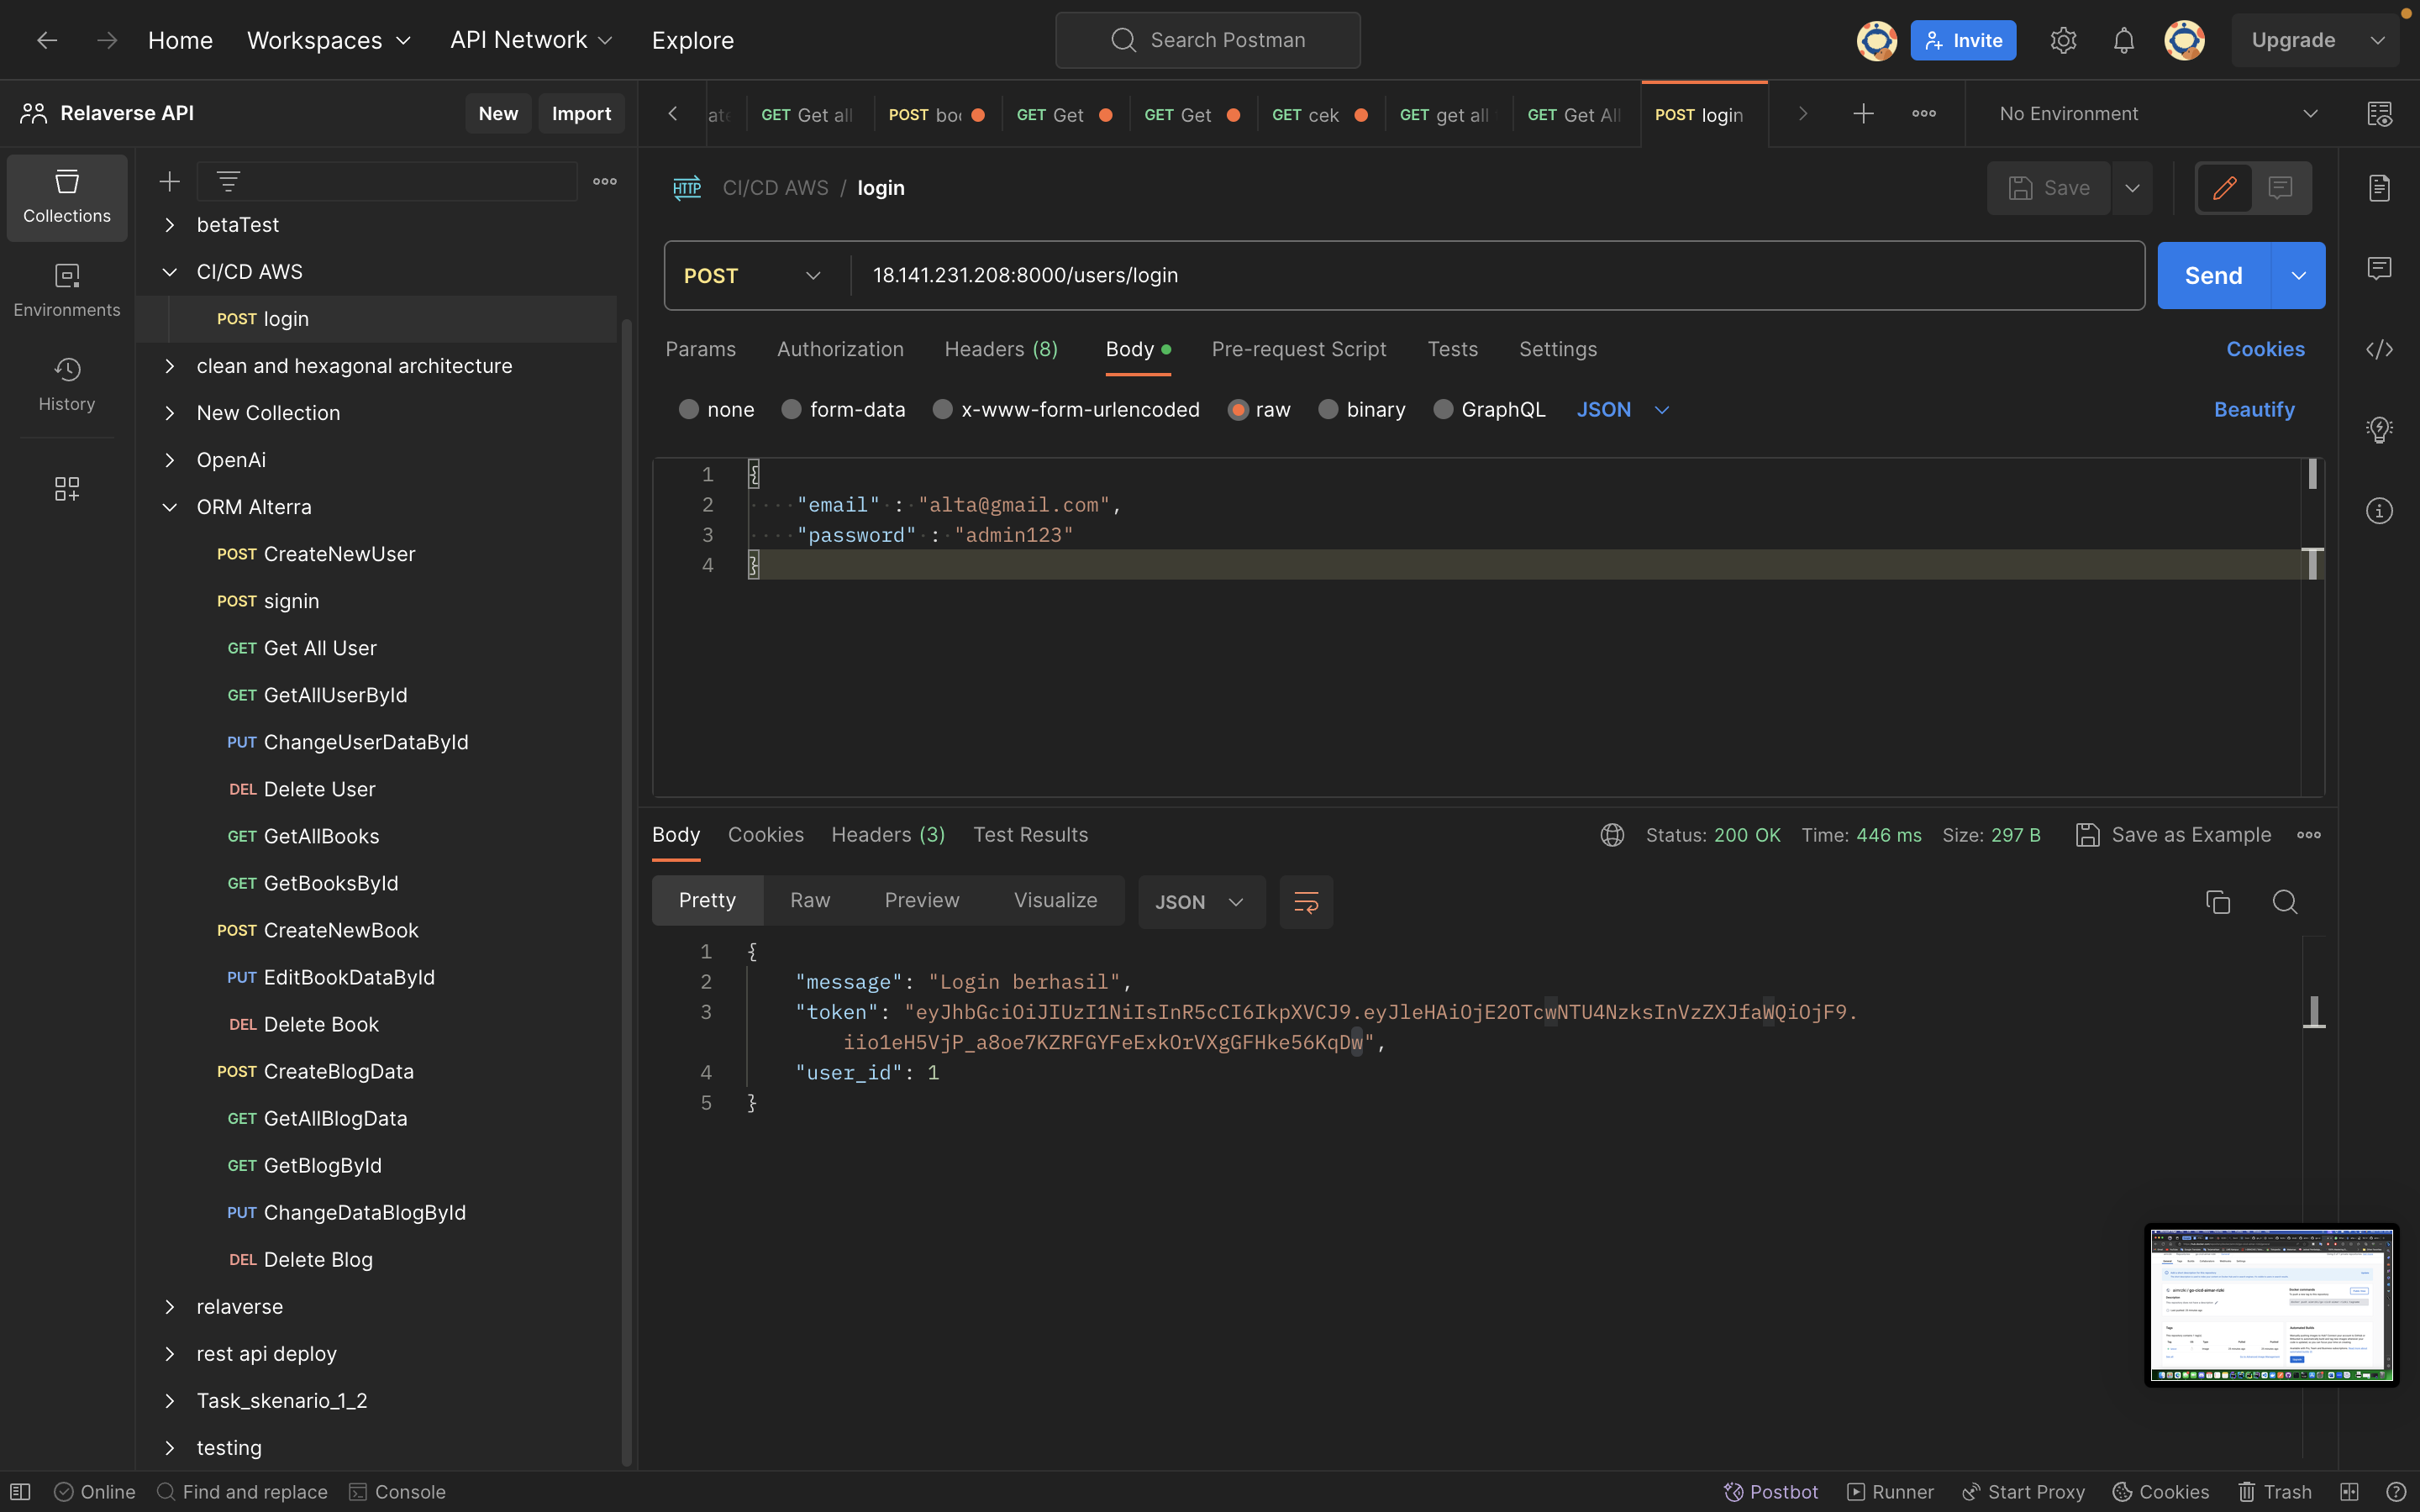 Home Workspaces API Network Explore Search Postman Invite Upgrade
Relaverse API New Import
GET Get all POST GET Get GET Get GET cek GET get all GET Get All POST login No Environment
Collections
Environments
History
betaTest
CI/CD AWS
POST login
clean and hexagonal architecture
New Collection
OpenAi
ORM Alterra
POST CreateNewUser
POST signin
GET Get All User
GET GetAllUserById
PUT ChangeUserDataById
DEL Delete User
GET GetAllBooks
GET GetBooksById
POST CreateNewBook
PUT EditBookDataById
DEL Delete Book
POST CreateBlogData
GET GetAllBlogData
GET GetBlogById
PUT ChangeDataBlogById
DEL Delete Blog
relaverse
rest api deploy
Task_skenario_1_2
testing
HTTP CI/CD AWS / login Save
POST 18.141.231.208:8000/users/login Send
Params Authorization Headers (8) Body Pre-request Script Tests Settings Cookies
none form-data x-www-form-urlencoded raw binary GraphQL JSON Beautify
1 {
2 "email" : "alta@gmail.com",
3 "password" : "admin123"
4 }
Body Cookies Headers (3) Test Results Status: 200 OK Time: 446 ms Size: 297 B Save as Example
Pretty Raw Preview Visualize JSON
1 {
2 "message": "Login berhasil",
3 "token": "eyJhbGciOiJIUzI1NiIsInR5cCI6IkpXVCJ9.eyJleHAiOjE2OTcwNTU4NzksInVzZXJfaWQiOjF9.
iio1eH5VjP_a8oe7KZRFGYFeExkOrVXgGFHke56KqDw",
4 "user_id": 1
5 }
Online Find and replace Console Postbot Runner Start Proxy Cookies Trash